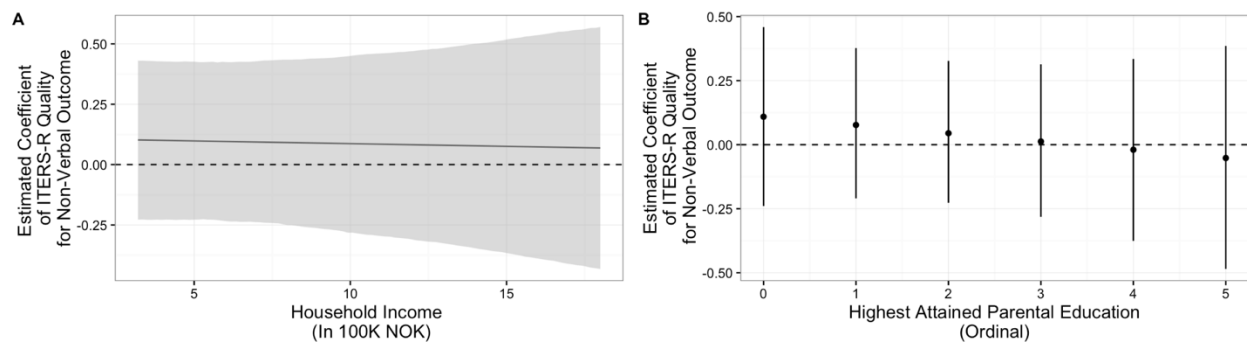 A
Estimated Coefficient
of ITERS-R Quality
for Non-Verbal Outcome
0.50
0.25
0.00
-0.25
5
10
15
Household Income
(In 100K NOK)
B
Estimated Coefficient
of ITERS-R Quality
for Non-Verbal Outcome
0.50
0.25
0.00
-0.25
-0.50
0
1
2
3
4
5
Highest Attained Parental Education
(Ordinal)